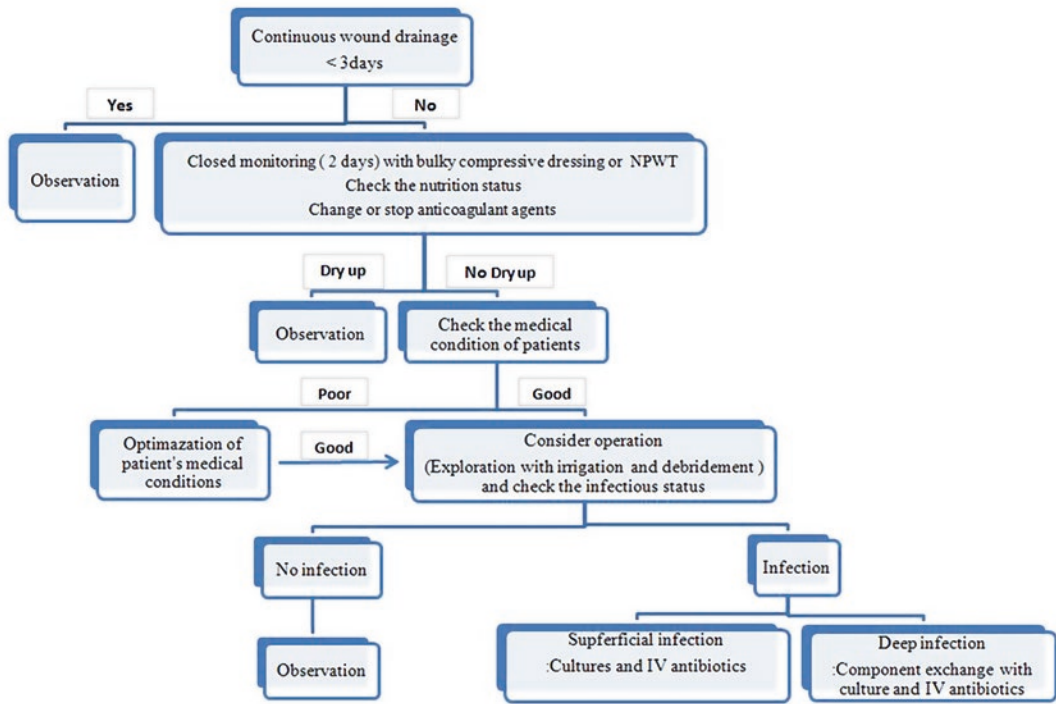 Continuous wound drainage
< 3days
Yes
No
Observation
Closed monitoring ( 2 days) with bulky compressive dressing or NPWT
Check the nutrition status
Change or stop anticoagulant agents
Dry up
No Dry up
Observation
Check the medical
condition of patients
Poor
Good
Optimazation of
patient's medical
conditions
Good
Consider operation
(Exploration with irrigation and debridement )
and check the infectious status
No infection
Infection
Observation
Supferficial infection
:Cultures and IV antibiotics
Deep infection
:Component exchange with
culture and IV antibiotics